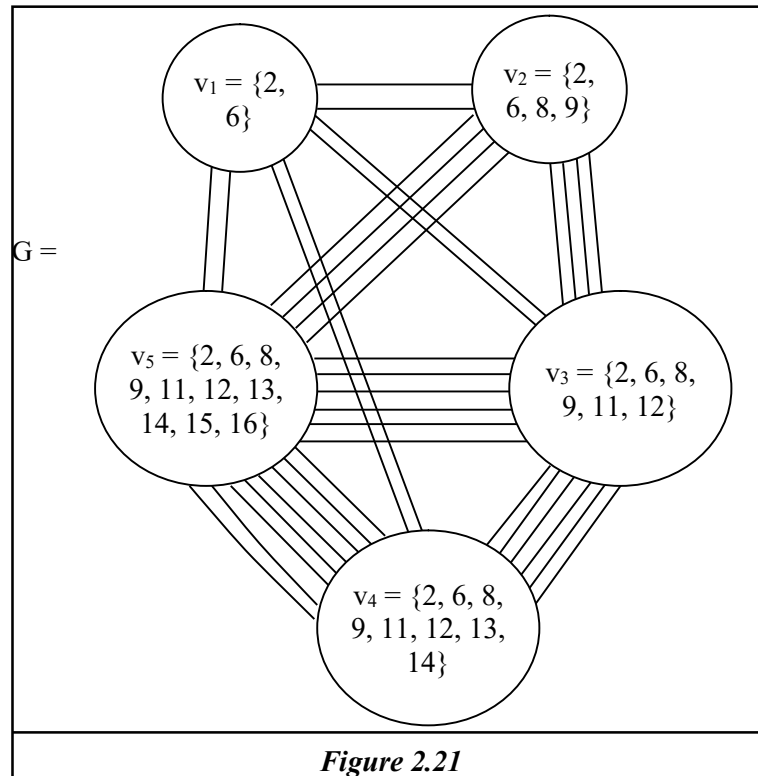 v₁ = {2,
6}
v₂ = {2,
6, 8, 9}
G =
v₅ = {2, 6, 8,
9, 11, 12, 13,
14, 15, 16}
v₃ = {2, 6, 8,
9, 11, 12}
v₄ = {2, 6, 8,
9, 11, 12, 13,
14}
Figure 2.21